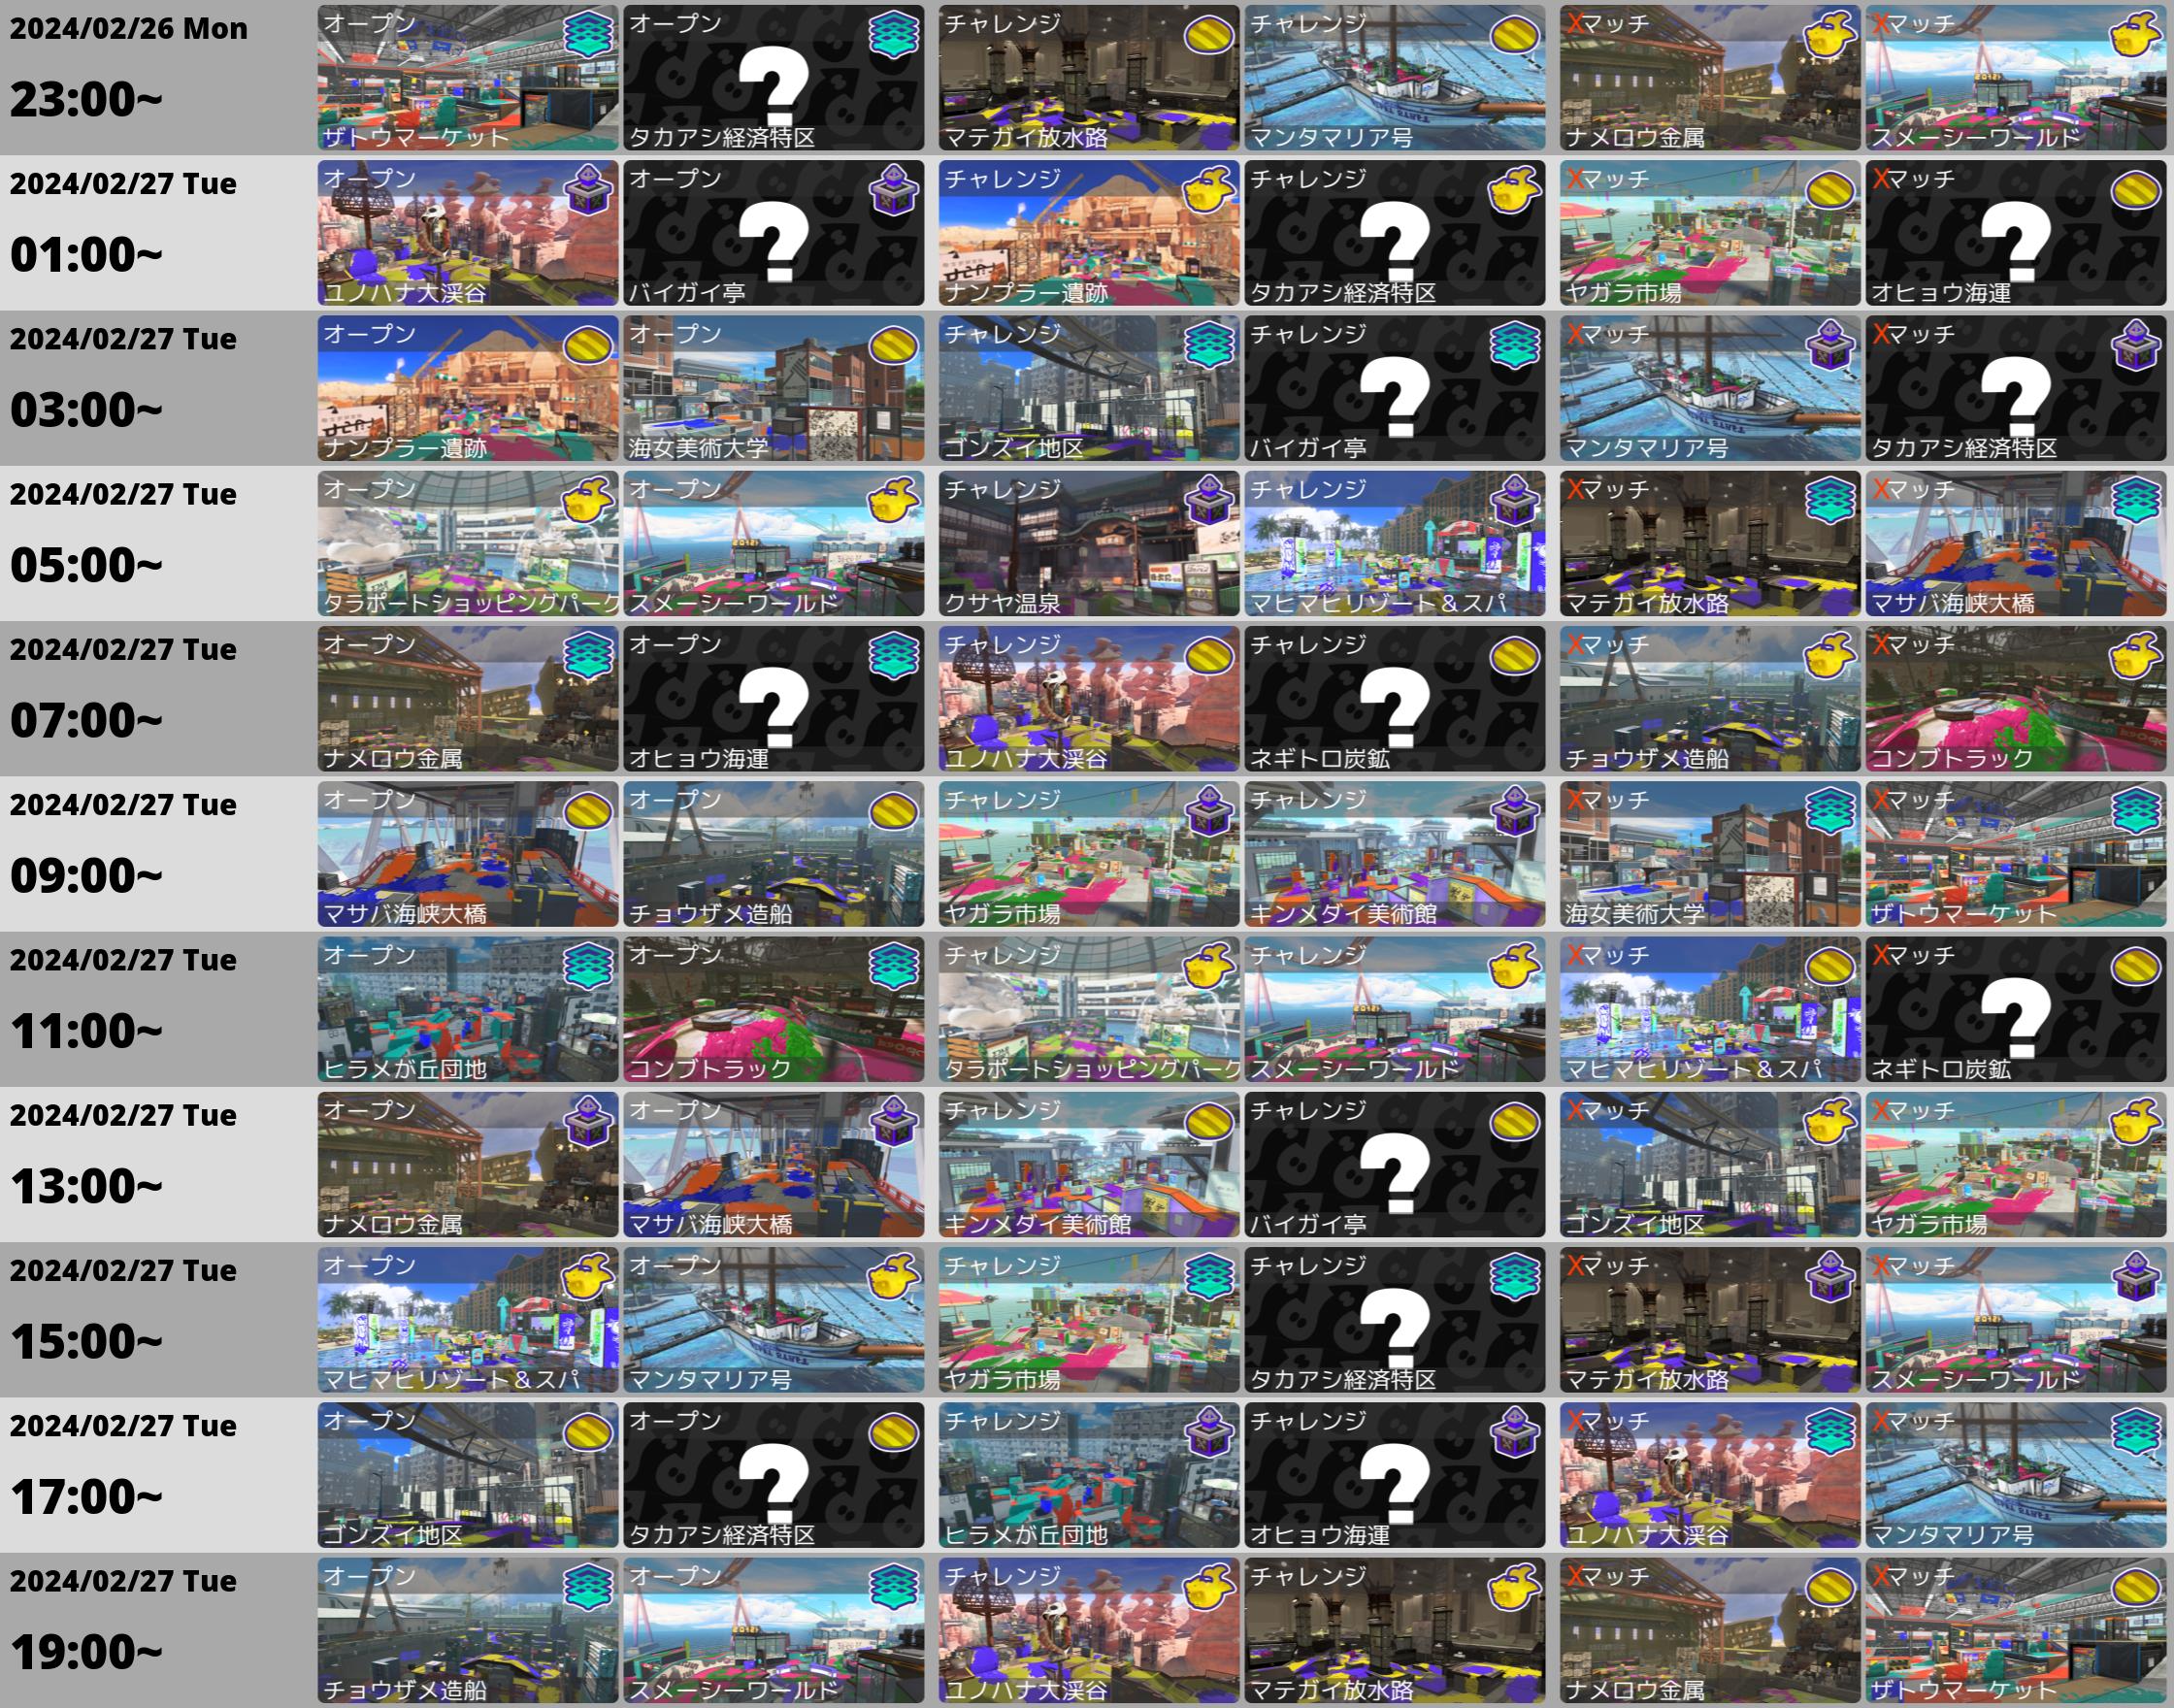 2024/02/26 Mon
23:00~
オープン
ザトウマーケット
オープン
タカアシ経済特区
チャレンジ
マテガイ放水路
チャレンジ
マンタマリア号
Xマッチ
ナメロウ金属
Xマッチ
スメーシーワールド
2024/02/27 Tue
01:00~
オープン
ユノハナ大渓谷
オープン
バイガイ亭
チャレンジ
ナンプラー遺跡
チャレンジ
タカアシ経済特区
Xマッチ
ヤガラ市場
Xマッチ
オヒョウ海運
2024/02/27 Tue
03:00~
オープン
ナンプラー遺跡
オープン
海女美術大学
チャレンジ
ゴンズイ地区
チャレンジ
バイガイ亭
Xマッチ
マンタマリア号
Xマッチ
タカアシ経済特区
2024/02/27 Tue
05:00~
オープン
タラポートショッピングパーク
オープン
スメーシーワールド
チャレンジ
クサヤ温泉
チャレンジ
マヒマヒリゾート＆スパ
Xマッチ
マテガイ放水路
Xマッチ
マサバ海峡大橋
2024/02/27 Tue
07:00~
オープン
ナメロウ金属
オープン
オヒョウ海運
チャレンジ
ユノハナ大渓谷
チャレンジ
ネギトロ炭鉱
Xマッチ
チョウザメ造船
Xマッチ
コンブトラック
2024/02/27 Tue
09:00~
オープン
マサバ海峡大橋
オープン
チョウザメ造船
チャレンジ
ヤガラ市場
チャレンジ
キンメダイ美術館
Xマッチ
海女美術大学
Xマッチ
ザトウマーケット
2024/02/27 Tue
11:00~
オープン
ヒラメが丘団地
オープン
コンブトラック
チャレンジ
タラポートショッピングパーク
チャレンジ
スメーシーワールド
Xマッチ
マヒマヒリゾート＆スパ
Xマッチ
ネギトロ炭鉱
2024/02/27 Tue
13:00~
オープン
ナメロウ金属
オープン
マサバ海峡大橋
チャレンジ
キンメダイ美術館
チャレンジ
バイガイ亭
Xマッチ
ゴンズイ地区
Xマッチ
ヤガラ市場
2024/02/27 Tue
15:00~
オープン
マヒマヒリゾート＆スパ
オープン
マンタマリア号
チャレンジ
ヤガラ市場
チャレンジ
タカアシ経済特区
Xマッチ
マテガイ放水路
Xマッチ
スメーシーワールド
2024/02/27 Tue
17:00~
オープン
ゴンズイ地区
オープン
タカアシ経済特区
チャレンジ
ヒラメが丘団地
チャレンジ
オヒョウ海運
Xマッチ
ユノハナ大渓谷
Xマッチ
マンタマリア号
2024/02/27 Tue
19:00~
オープン
チョウザメ造船
オープン
スメーシーワールド
チャレンジ
ユノハナ大渓谷
チャレンジ
マテガイ放水路
Xマッチ
ナメロウ金属
Xマッチ
ザトウマーケット